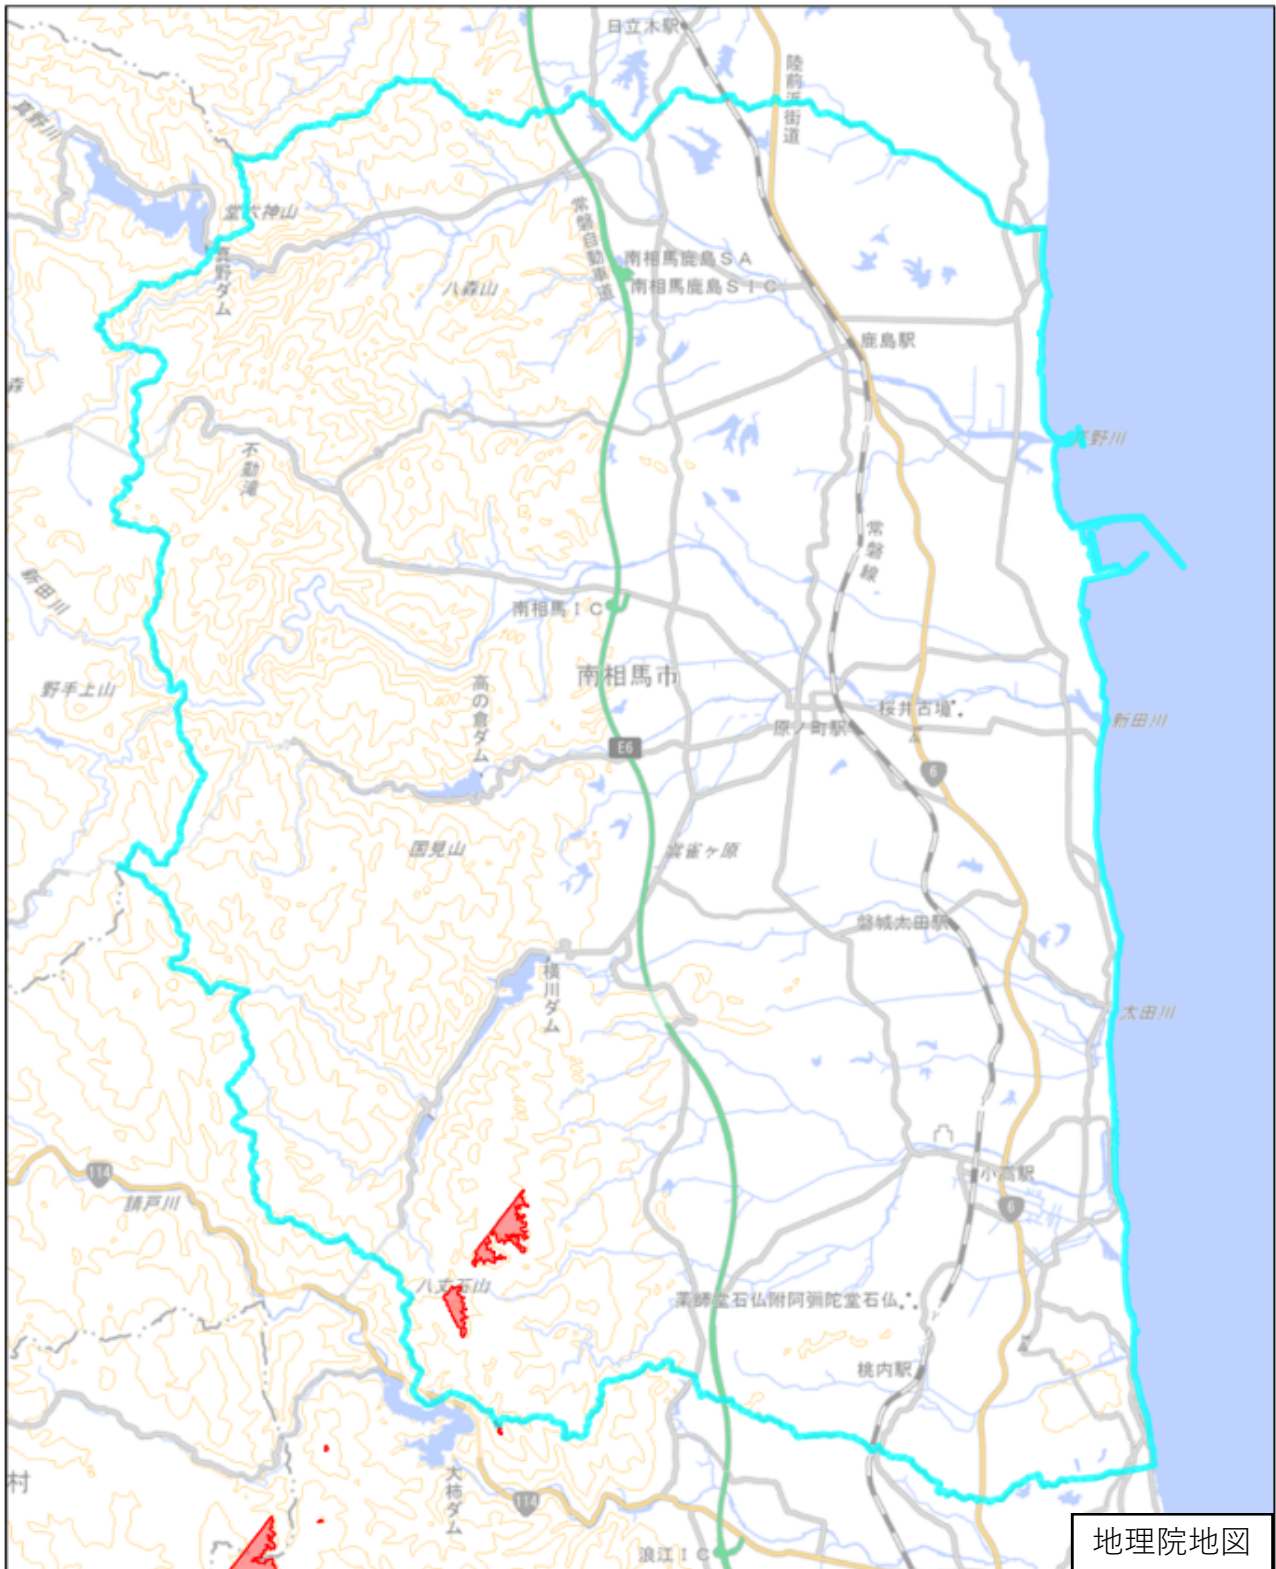 日立木駅
陸前浜街道
真野川
堂六神山
真野ダム
常磐自動車道
南相馬鹿島ＳＡ
南相馬鹿島ＳＩＣ
八森山
鹿島駅
森
真野川
不動滝
常磐線
新田川
南相馬ＩＣ
南相馬市
野手上山
高の倉ダム
桜井古墳
新田川
原ノ町駅
E6
6
国見山
雲雀ヶ原
磐城太田駅
横川ダム
太田川
200
400
114
小高駅
請戸川
6
八丈石山
薬師堂石仏附阿弥陀堂石仏
桃内駅
村
大柿ダム
114
浪江ＩＣ
地理院地図